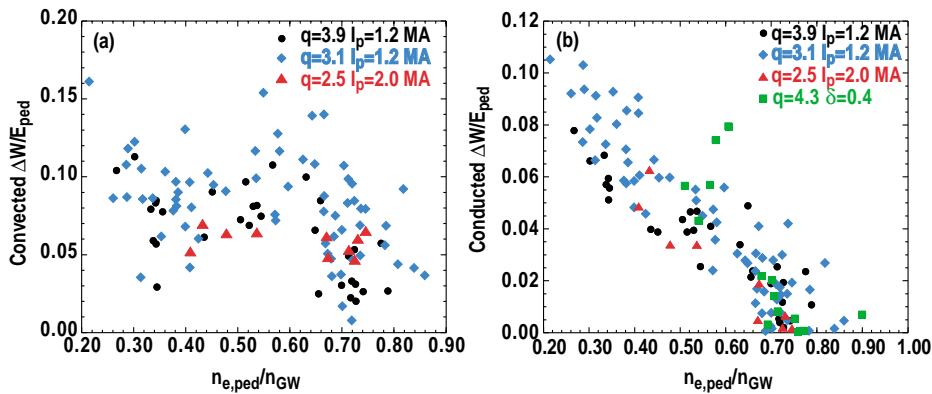 (a)
q=3.9 Ip=1.2 MA
q=3.1 Ip=1.2 MA
q=2.5 Ip=2.0 MA
0.20
0.15
0.10
0.05
0.00
Convected ΔW/Eped
0.20 0.30 0.40 0.50 0.60 0.70 0.80 0.90
ne,ped/nGW
(b)
q=3.9 Ip=1.2 MA
q=3.1 Ip=1.2 MA
q=2.5 Ip=2.0 MA
q=4.3 δ=0.4
0.12
0.10
0.08
0.06
0.04
0.02
0.00
Conducted ΔW/Eped
0.20 0.30 0.40 0.50 0.60 0.70 0.80 0.90 1.00
ne,ped/nGW